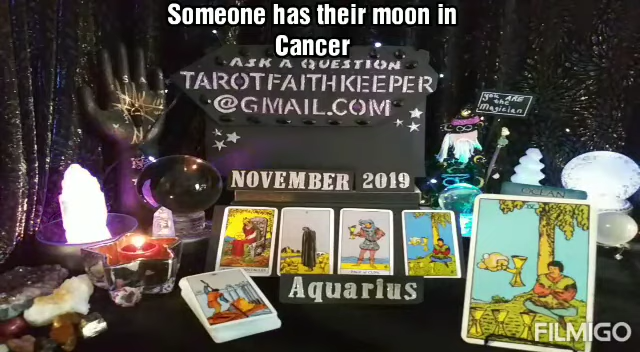 Someone has their moon in
Cancer
ASK A QUESTION
TAROTFAITHKEEPER
@GMAIL.COM
you ARE
the
Magician
NOVEMBER 2019
Aquarius
FILMIGO